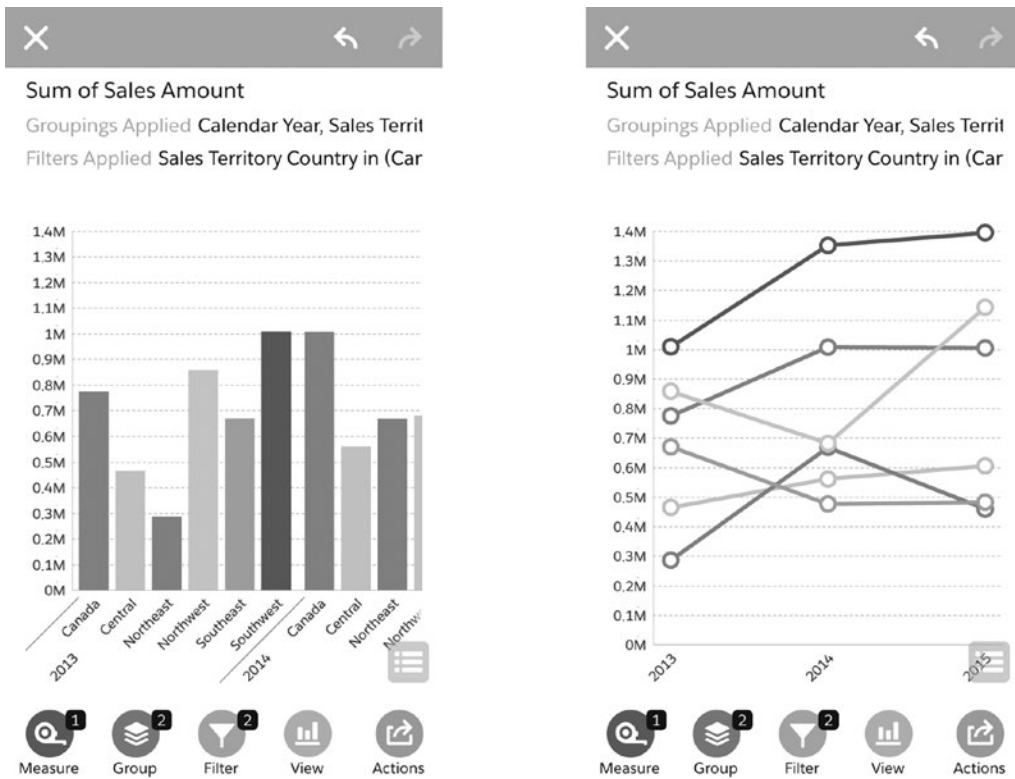 Sum of Sales Amount
Groupings Applied Calendar Year, Sales Territ
Filters Applied Sales Territory Country in (Car
1.4M
1.3M
1.2M
1.1M
1M
0.9M
0.8M
0.7M
0.6M
0.5M
0.4M
0.3M
0.2M
0.1M
0M
Canada
Central
Northeast
Northwest
Southeast
Southwest
Canada
Central
Northeast
Northw
2013
2014
1
2
2
Measure
Group
Filter
View
Actions
Sum of Sales Amount
Groupings Applied Calendar Year, Sales Territ
Filters Applied Sales Territory Country in (Car
1.4M
1.3M
1.2M
1.1M
1M
0.9M
0.8M
0.7M
0.6M
0.5M
0.4M
0.3M
0.2M
0.1M
0M
2013
2014
2015
1
2
2
Measure
Group
Filter
View
Actions